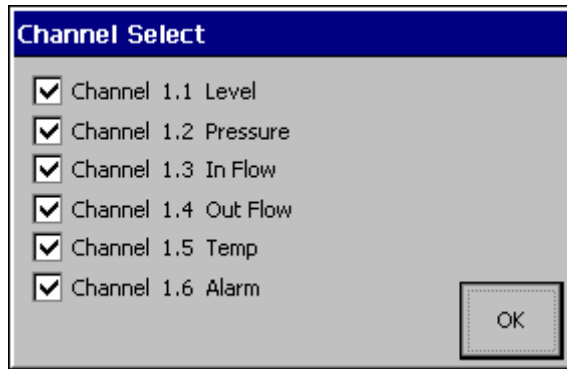 Channel Select
Channel 1.1 Level
Channel 1.2 Pressure
Channel 1.3 In Flow
Channel 1.4 Out Flow
Channel 1.5 Temp
Channel 1.6 Alarm
OK